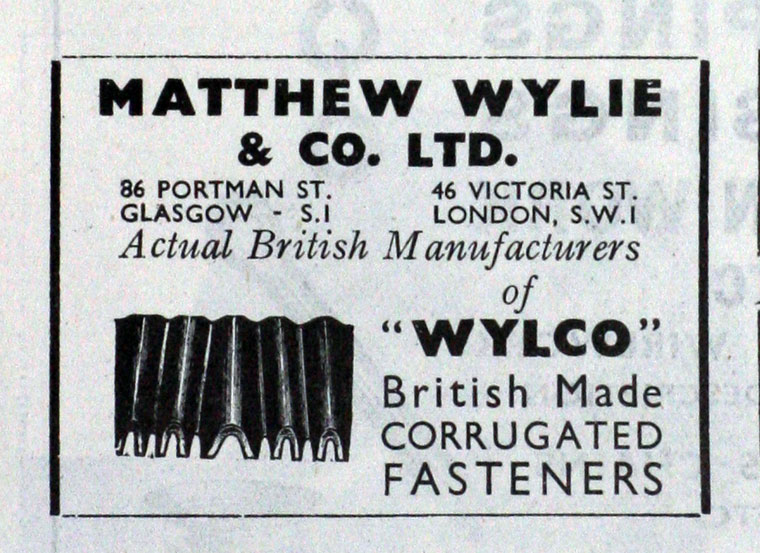 MATTHEW WYLIE
& CO. LTD.
86 PORTMAN ST.
GLASGOW - S.1
46 VICTORIA ST.
LONDON, S.W.1
Actual British Manufacturers
of
"WYLCO"
British Made
CORRUGATED
FASTENERS